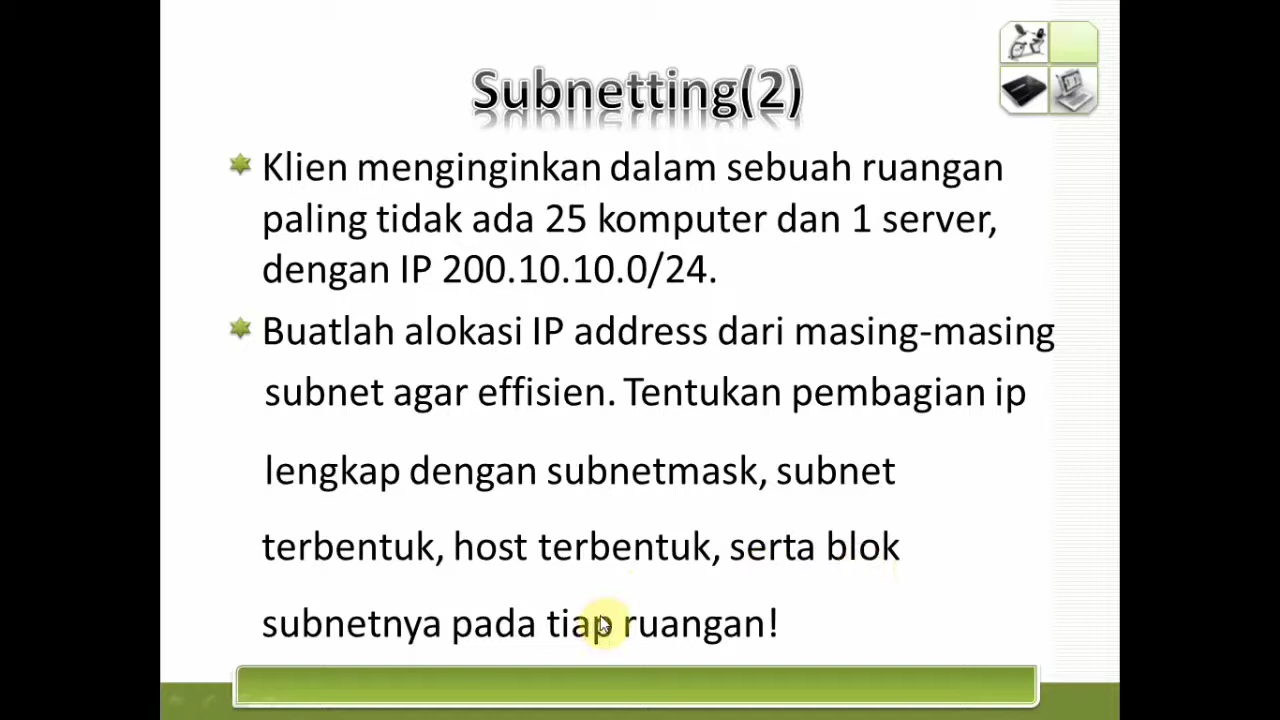 Subnetting(2)
Klien menginginkan dalam sebuah ruangan
paling tidak ada 25 komputer dan 1 server,
dengan IP 200.10.10.0/24.
Buatlah alokasi IP address dari masing-masing
subnet agar effisien. Tentukan pembagian ip
lengkap dengan subnetmask, subnet
terbentuk, host terbentuk, serta blok
subnetnya pada tiap ruangan!